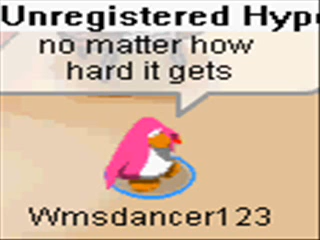 Unregistered Hyp
no matter how
hard it gets
Wmsdancer123